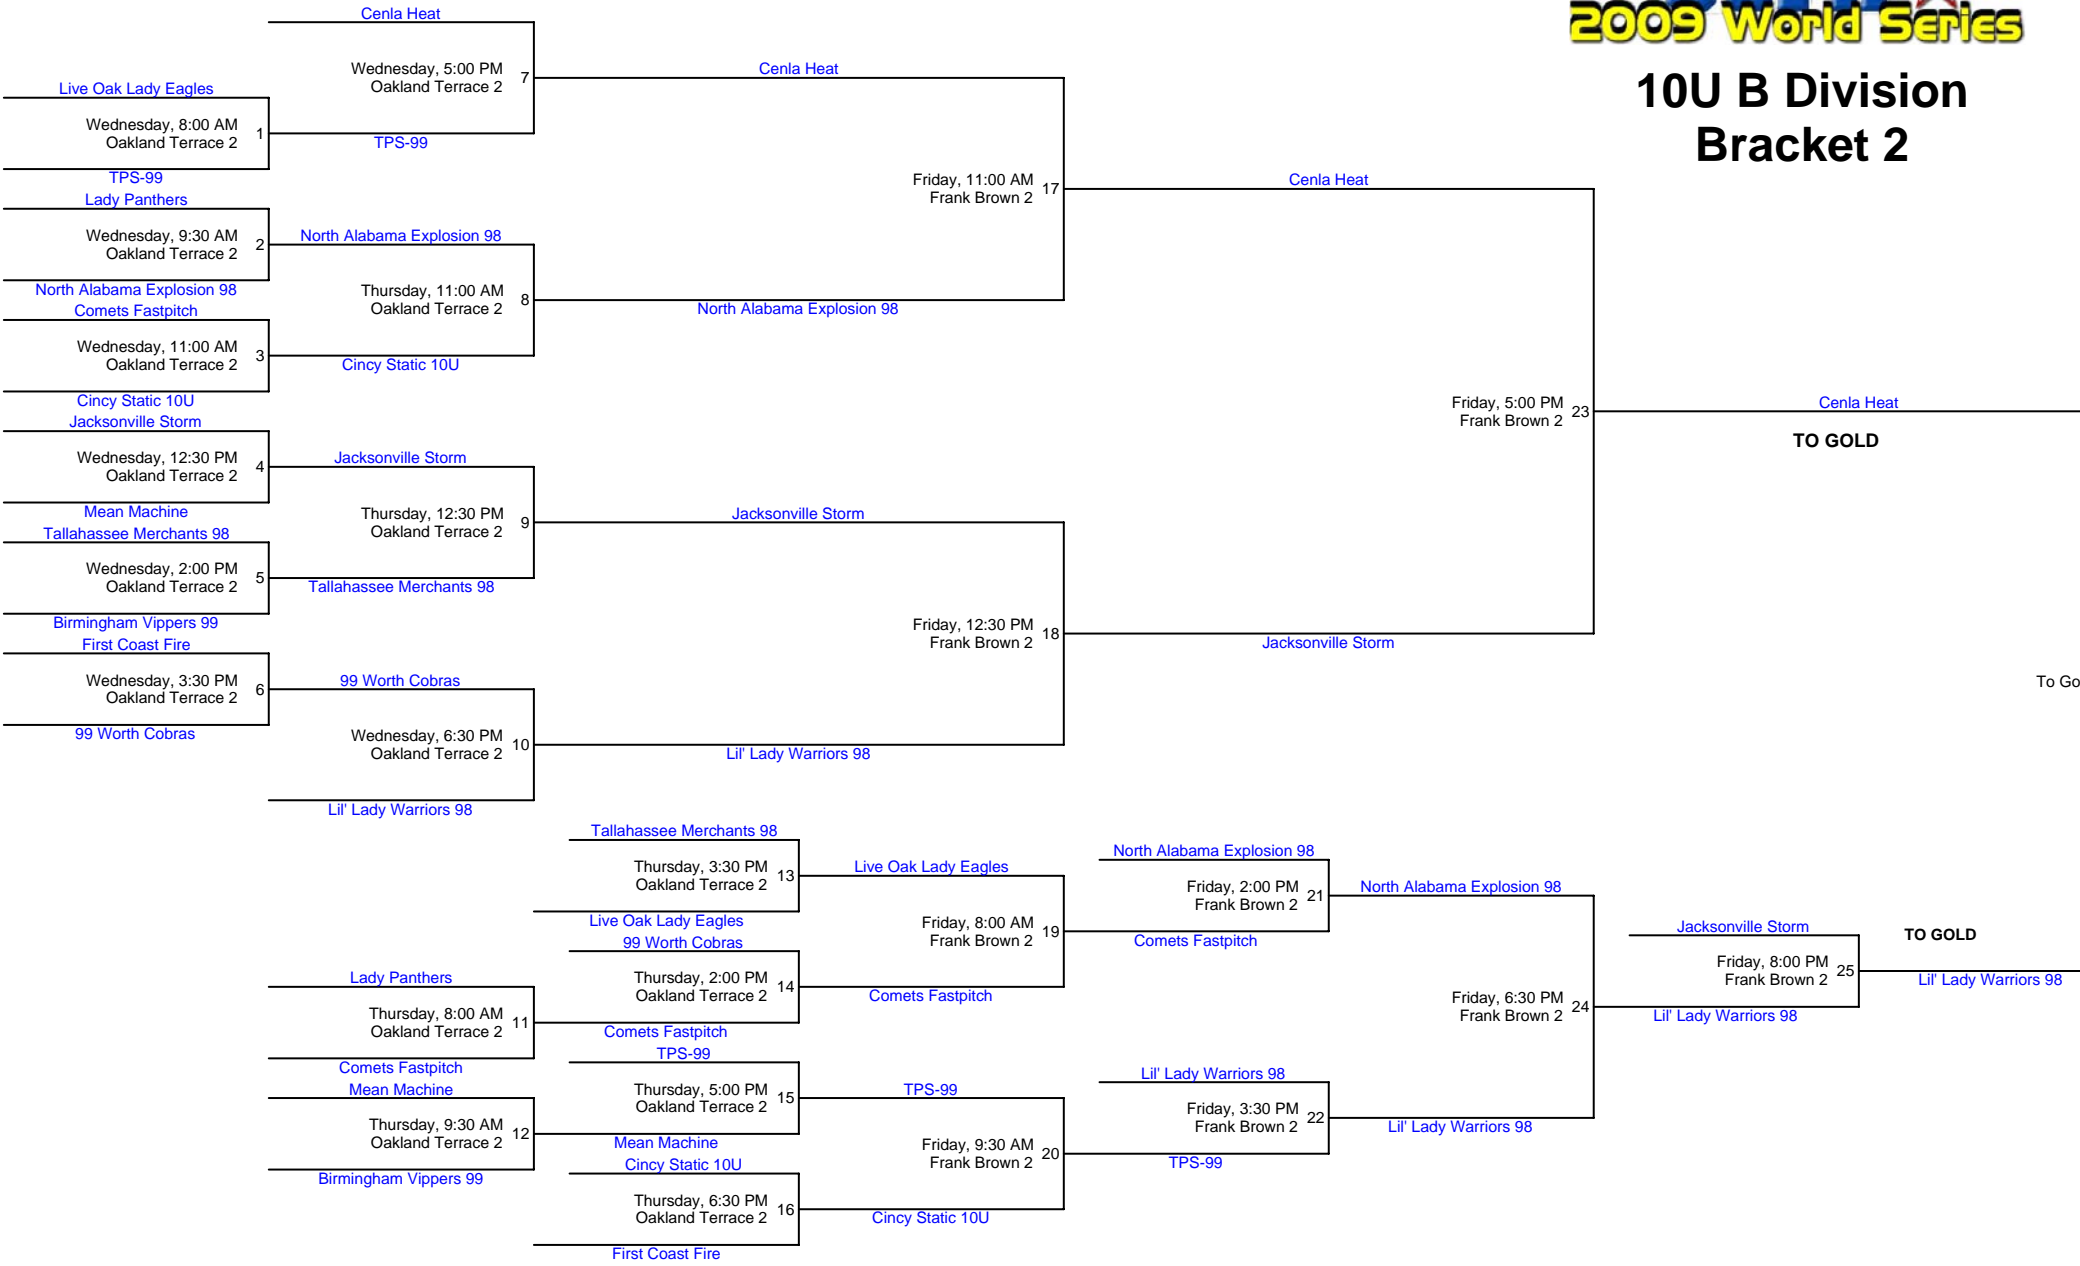 2009 World Series
10U B Division
Bracket 2
Cenla Heat
Wednesday, 5:00 PM
Oakland Terrace 2
7
TPS-99
Live Oak Lady Eagles
Wednesday, 8:00 AM
Oakland Terrace 2
1
TPS-99
Lady Panthers
Wednesday, 9:30 AM
Oakland Terrace 2
2
North Alabama Explosion 98
Comets Fastpitch
Wednesday, 11:00 AM
Oakland Terrace 2
3
Cincy Static 10U
Jacksonville Storm
Wednesday, 12:30 PM
Oakland Terrace 2
4
Mean Machine
Tallahassee Merchants 98
Wednesday, 2:00 PM
Oakland Terrace 2
5
Birmingham Vippers 99
First Coast Fire
Wednesday, 3:30 PM
Oakland Terrace 2
6
99 Worth Cobras
North Alabama Explosion 98
Thursday, 11:00 AM
Oakland Terrace 2
8
Cincy Static 10U
Jacksonville Storm
Thursday, 12:30 PM
Oakland Terrace 2
9
Tallahassee Merchants 98
99 Worth Cobras
Wednesday, 6:30 PM
Oakland Terrace 2
10
Lil' Lady Warriors 98
Cenla Heat
Friday, 11:00 AM
Frank Brown 2
17
North Alabama Explosion 98
Jacksonville Storm
Friday, 12:30 PM
Frank Brown 2
18
Lil' Lady Warriors 98
Cenla Heat
Friday, 5:00 PM
Frank Brown 2
23
Jacksonville Storm
Cenla Heat
TO GOLD
To Go
Lady Panthers
Thursday, 8:00 AM
Oakland Terrace 2
11
Comets Fastpitch
Mean Machine
Thursday, 9:30 AM
Oakland Terrace 2
12
Birmingham Vippers 99
Tallahassee Merchants 98
Thursday, 3:30 PM
Oakland Terrace 2
13
Live Oak Lady Eagles
99 Worth Cobras
Thursday, 2:00 PM
Oakland Terrace 2
14
Comets Fastpitch
TPS-99
Thursday, 5:00 PM
Oakland Terrace 2
15
Mean Machine
Cincy Static 10U
Thursday, 6:30 PM
Oakland Terrace 2
16
First Coast Fire
Live Oak Lady Eagles
Friday, 8:00 AM
Frank Brown 2
19
Comets Fastpitch
TPS-99
Friday, 9:30 AM
Frank Brown 2
20
Cincy Static 10U
North Alabama Explosion 98
Friday, 2:00 PM
Frank Brown 2
21
Comets Fastpitch
Lil' Lady Warriors 98
Friday, 3:30 PM
Frank Brown 2
22
TPS-99
North Alabama Explosion 98
Friday, 6:30 PM
Frank Brown 2
24
Lil' Lady Warriors 98
Jacksonville Storm
Friday, 8:00 PM
Frank Brown 2
25
Lil' Lady Warriors 98
TO GOLD
Lil' Lady Warriors 98